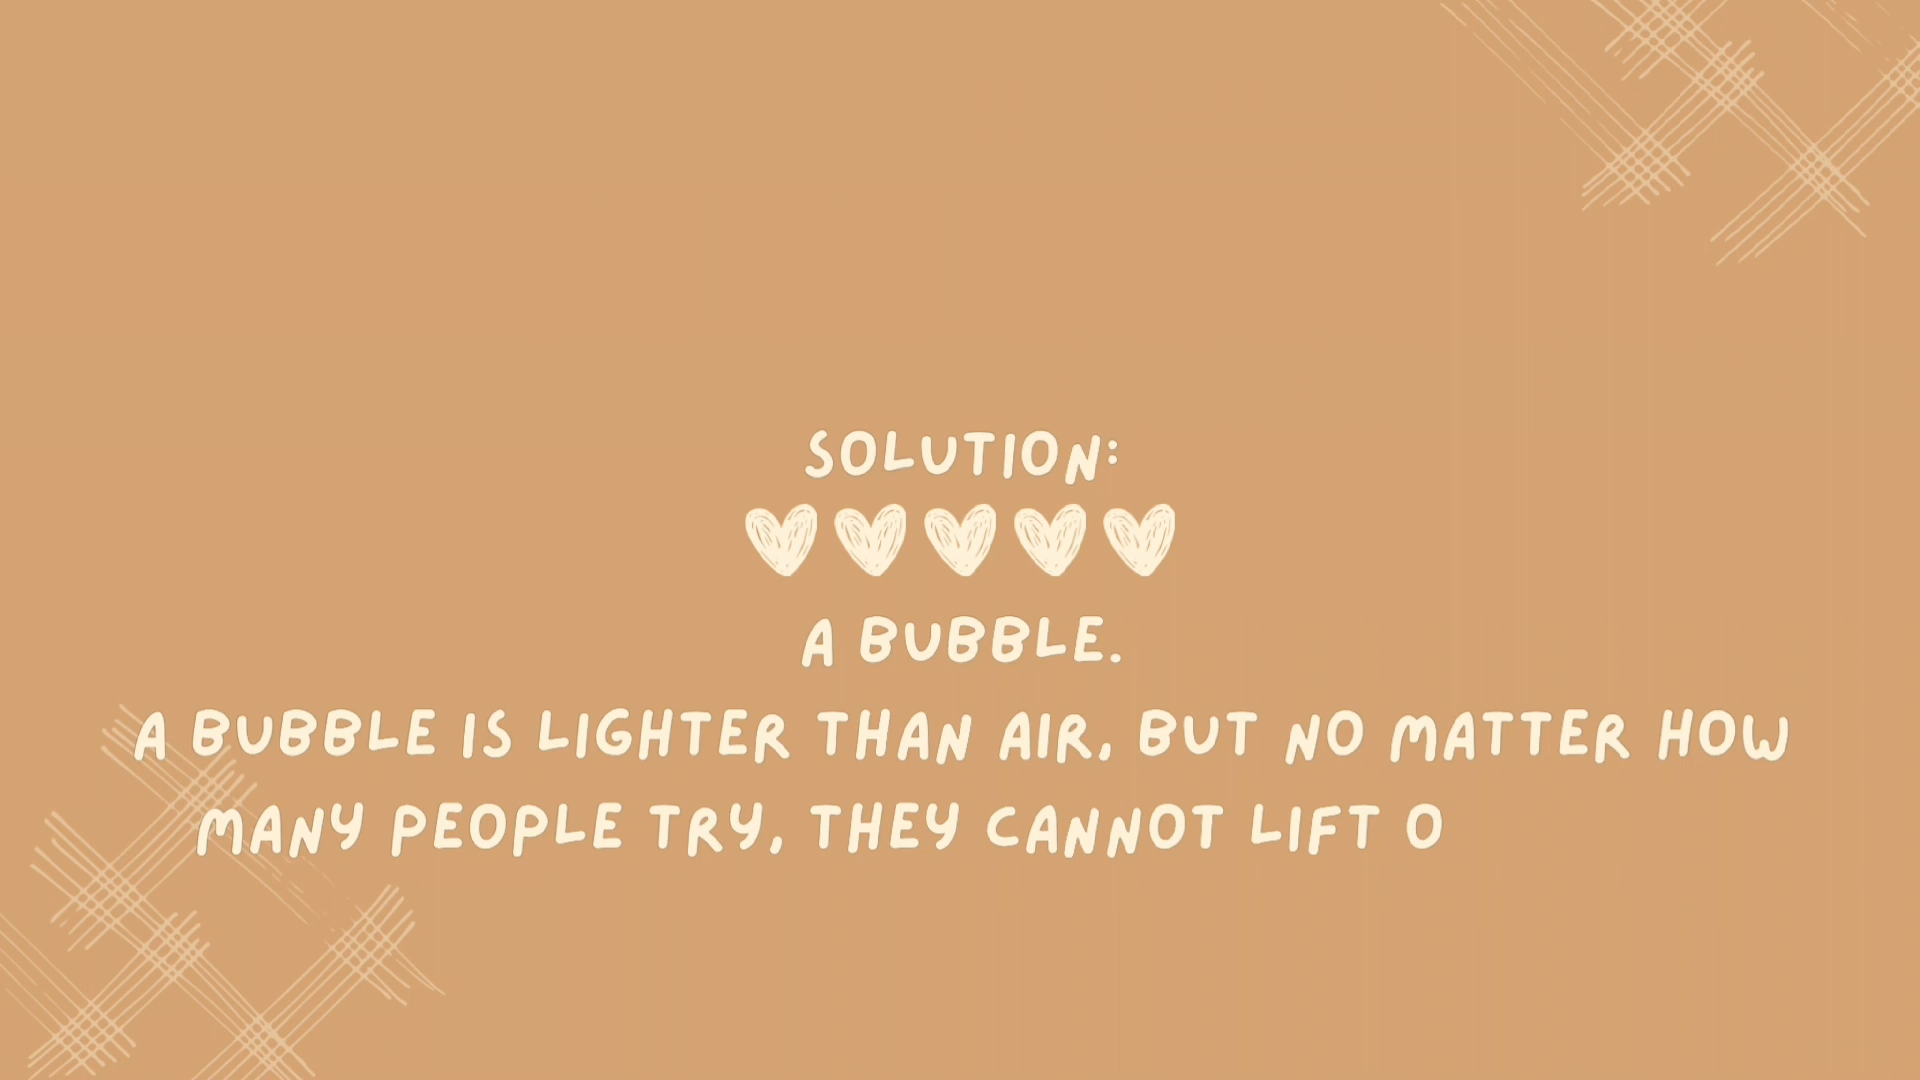 SOLUTION:
A BUBBLE.
A BUBBLE IS LIGHTER THAN AIR, BUT NO MATTER HOW
MANY PEOPLE TRY, THEY CANNOT LIFT O